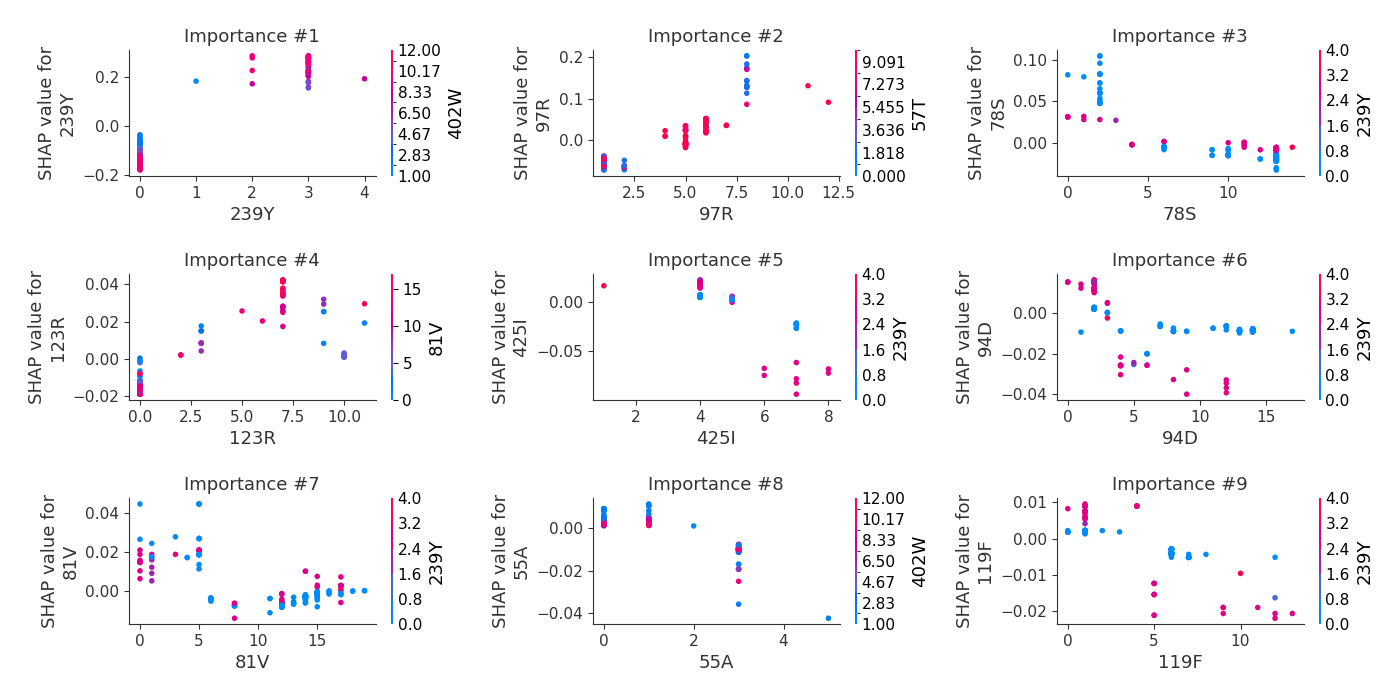 Importance #1
SHAP value for
239Y
0.2
0.0
−0.2
0
1
2
3
4
239Y
12.00
10.17
8.33
6.50
4.67
2.83
1.00
402W
Importance #2
SHAP value for
97R
0.2
0.1
0.0
2.5
5.0
7.5
10.0
12.5
97R
9.091
7.273
5.455
3.636
1.818
0.000
57T
Importance #3
SHAP value for
78S
0.10
0.05
0.00
0
5
10
78S
4.0
3.2
2.4
1.6
0.8
0.0
239Y
Importance #4
SHAP value for
123R
0.04
0.02
0.00
−0.02
0.0
2.5
5.0
7.5
10.0
123R
15
10
5
0
81V
Importance #5
SHAP value for
425I
0.00
−0.05
2
4
6
8
425I
4.0
3.2
2.4
1.6
0.8
0.0
239Y
Importance #6
SHAP value for
94D
0.00
−0.02
−0.04
0
5
10
15
94D
4.0
3.2
2.4
1.6
0.8
0.0
239Y
Importance #7
SHAP value for
81V
0.04
0.02
0.00
0
5
10
15
81V
4.0
3.2
2.4
1.6
0.8
0.0
239Y
Importance #8
SHAP value for
55A
0.00
−0.02
−0.04
0
2
4
55A
12.00
10.17
8.33
6.50
4.67
2.83
1.00
402W
Importance #9
SHAP value for
119F
0.01
0.00
−0.01
−0.02
0
5
10
119F
4.0
3.2
2.4
1.6
0.8
0.0
239Y